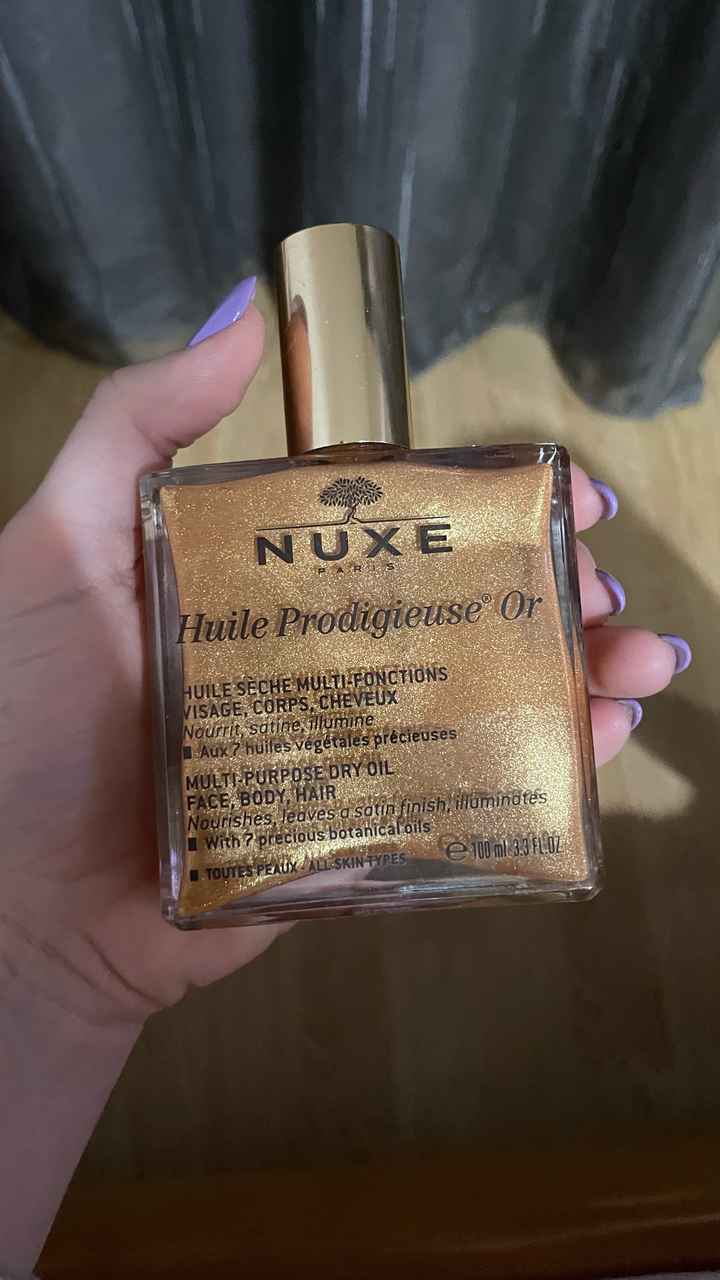 NUXE
PARIS
Huile Prodigieuse® Or
HUILE SÈCHE MULTI-FONCTIONS
VISAGE, CORPS, CHEVEUX
Nourrit, satine, illumine
■ Aux 7 huiles végétales précieuses
MULTI-PURPOSE DRY OIL
FACE, BODY, HAIR
Nourishes, leaves a satin finish, illuminates
■ With 7 precious botanical oils
■ TOUTES PEAUX - ALL SKIN TYPES
℮ 100 ml 3.3 FL.OZ